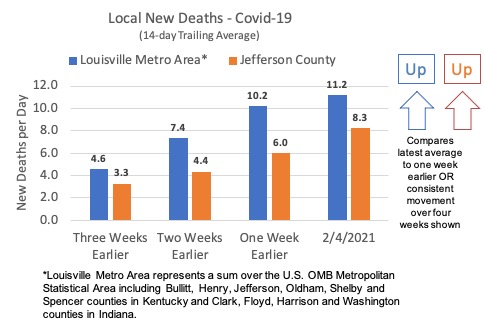 Local New Deaths - Covid-19
(14-day Trailing Average)
Louisville Metro Area* Jefferson County
New Deaths per Day
12.0
10.0
8.0
6.0
4.0
2.0
0.0
4.6
3.3
7.4
4.4
10.2
6.0
11.2
8.3
Three Weeks
Earlier
Two Weeks
Earlier
One Week
Earlier
2/4/2021
Up Up
Compares
latest average
to one week
earlier OR
consistent
movement
over four
weeks shown
*Louisville Metro Area represents a sum over the U.S. OMB Metropolitan
Statistical Area including Bullitt, Henry, Jefferson, Oldham, Shelby and
Spencer counties in Kentucky and Clark, Floyd, Harrison and Washington
counties in Indiana.